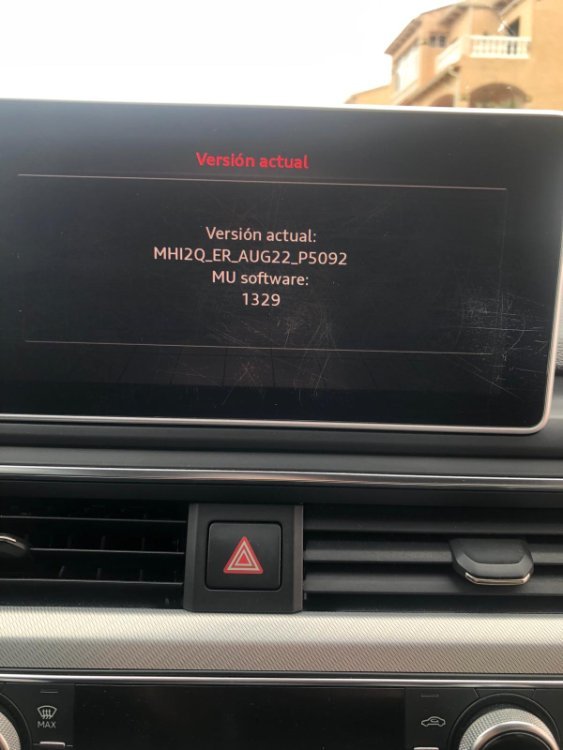 Versión actual
Versión actual:
MHI2Q_ER_AUG22_P5092
MU software:
1329
MAX